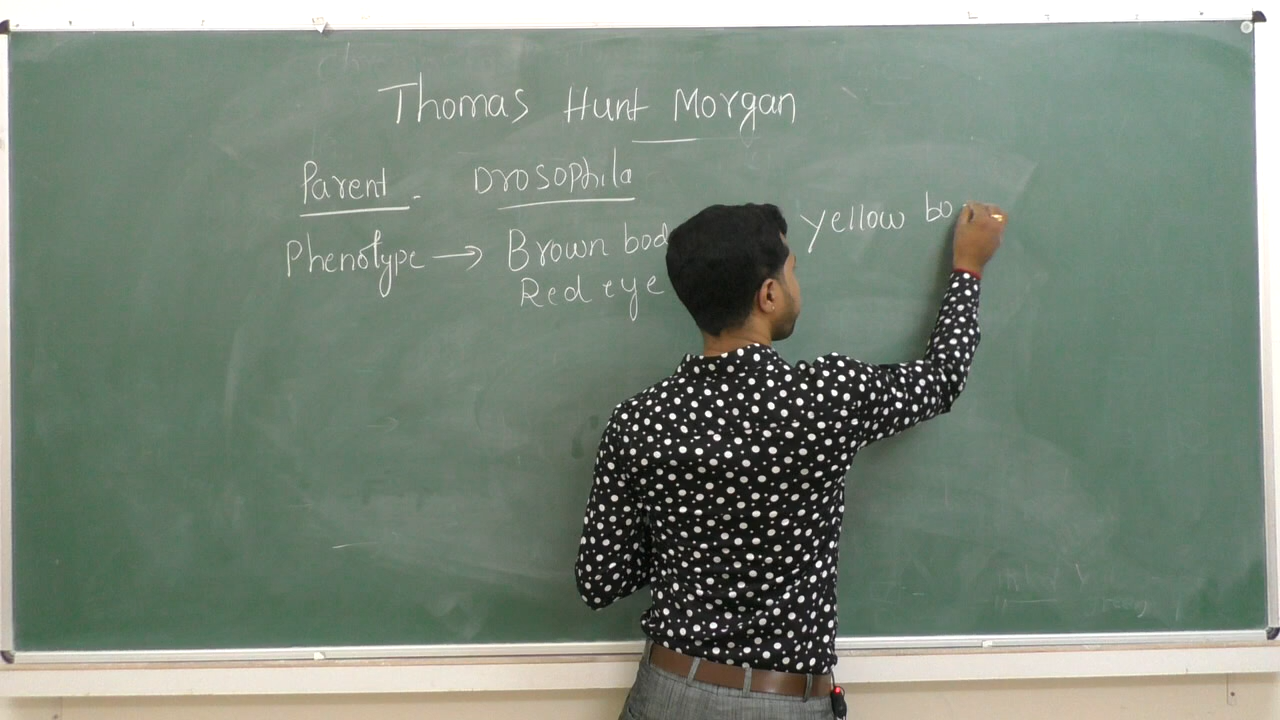 Thomas Hunt Morgan
Parent - Drosophila
Phenotype → Brown bod yellow bo
Red eye